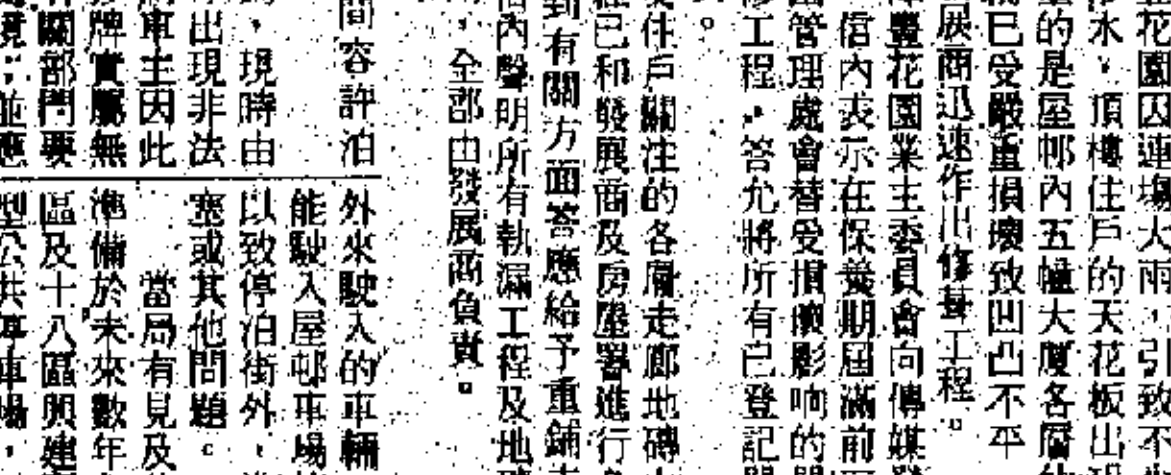 花園因連場大雨，引致不
水，頂樓住戶的天花板出現
的是屋邨內五幢大廈各層
已受嚴重損壞致凹凸不平
展商迅速作出修葺工程。
豐花園業主委員會向傳媒發
信內表示在保養期屆滿前
管理處會替受損壞影响的
工程，答允將所有已登記
。
住戶關注的各層走廊地磚
已和發展商及房屋署進行
到有關方面答應給予重鋪
內聲明所有執漏工程及地磚
，全部由發展商負責。
間容許泊
，現時由
出現非法
車主因此
牌實屬無
關部門要
境；並應
外來駛入的車輛
能駛入屋邨車場
以致停泊街外，
塞或其他問題。
當局有見及
準備於未來數年
區及十八區興建
型公共停車場，